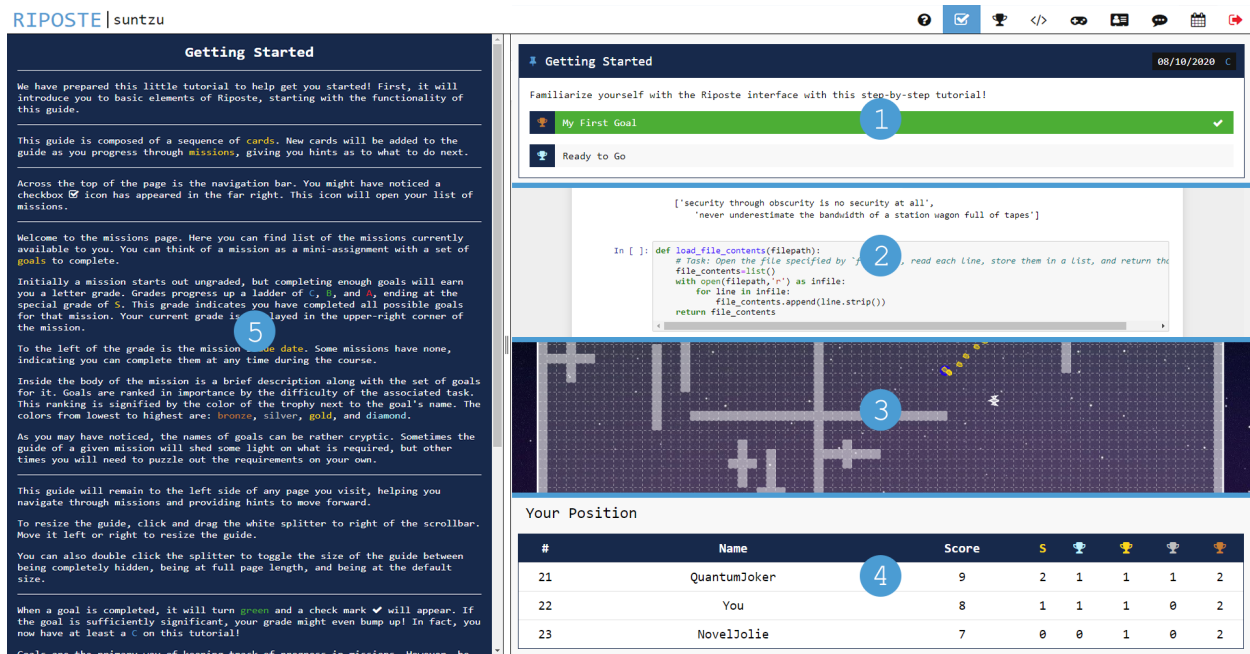 RIPOSTE|suntzu
Getting Started
We have prepared this little tutorial to help get you started! First, it will
introduce you to basic elements of Riposte, starting with the functionality of
this guide.
This guide is composed of a sequence of cards. New cards will be added to the
guide as you progress through missions, giving you hints as to what to do next.
Across the top of the page is the navigation bar. You might have noticed a
checkbox icon has appeared in the far right. This icon will open your list of
missions.
Welcome to the missions page. Here you can find list of the missions currently
available to you. You can think of a mission as a mini-assignment with a set of
goals to complete.
Initially a mission starts out ungraded, but completing enough goals will earn
you a letter grade. Grades progress up a ladder of C, B, and A, ending at the
special grade of S. This grade indicates you have completed all possible goals
for that mission. Your current grade is layed in the upper-right corner of
the mission.
5
To the left of the grade is the mission date. Some missions have none,
indicating you can complete them at any time during the course.
Inside the body of the mission is a brief description along with the set of goals
for it. Goals are ranked in importance by the difficulty of the associated task.
This ranking is signified by the color of the trophy next to the goal's name. The
colors from lowest to highest are: bronze, silver, gold, and diamond.
As you may have noticed, the names of goals can be rather cryptic. Sometimes the
guide of a given mission will shed some light on what is required, but other
times you will need to puzzle out the requirements on your own.
This guide will remain to the left side of any page you visit, helping you
navigate through missions and providing hints to move forward.
To resize the guide, click and drag the white splitter to right of the scrollbar.
Move it left or right to resize the guide.
You can also double click the splitter to toggle the size of the guide between
being completely hidden, being at full page length, and being at the default
size.
When a goal is completed, it will turn green and a check mark ✔ will appear. If
the goal is sufficiently significant, your grade might even bump up! In fact, you
now have at least a C on this tutorial!
Goals are the primary way of keeping track of progress in missions. However, be
Getting Started
08/10/2020 C
Familiarize yourself with the Riposte interface with this step-by-step tutorial!
My First Goal
1
Ready to Go
['security through obscurity is no security at all',
'never underestimate the bandwidth of a station wagon full of tapes']
In [ ]: def load_file_contents(filepath):
# Task: Open the file specified by `f , read each line, store them in a list, and return
file_contents=list()
with open(filepath,'r') as infile:
for line in infile:
file_contents.append(line.strip())
return file_contents
2
3
Your Position
# Name Score S
21 QuantumJoker 9 2 1 1 1 2
4
22 You 8 1 1 1 0 2
23 NovelJolie 7 0 0 1 0 2